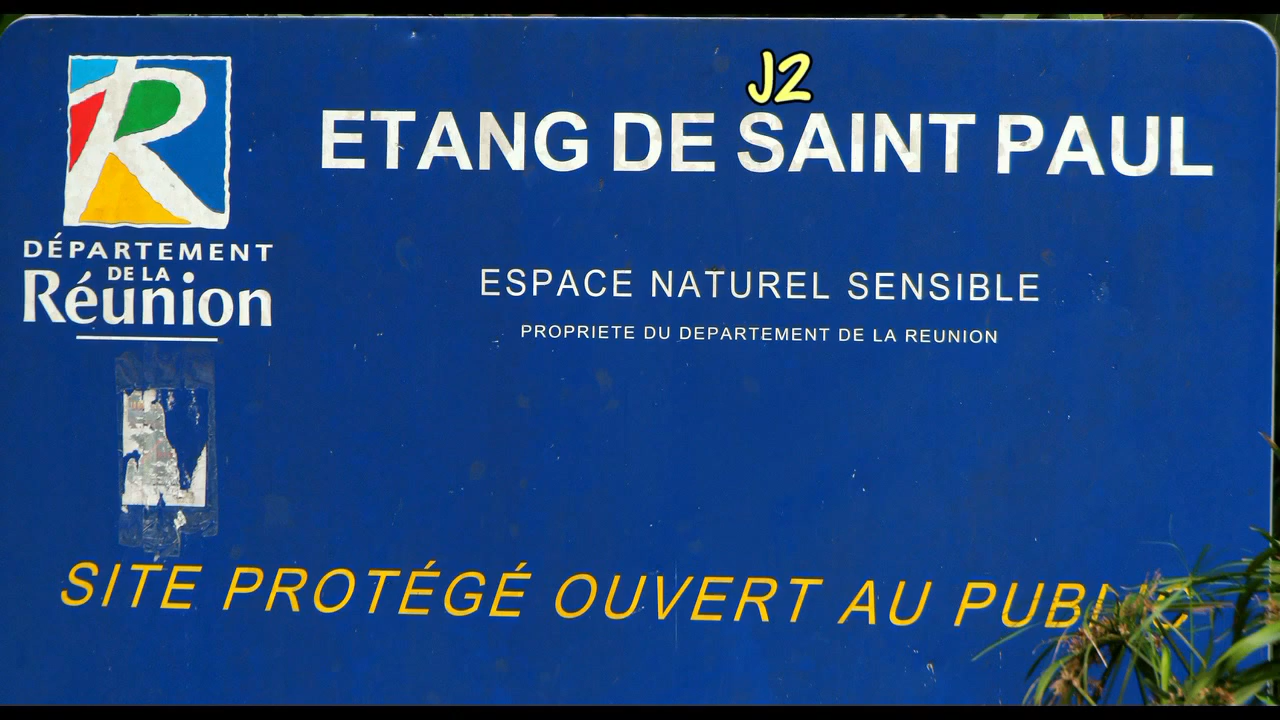 J2
ETANG DE SAINT PAUL
DÉPARTEMENT
DE LA
Réunion
ESPACE NATUREL SENSIBLE
PROPRIETE DU DEPARTEMENT DE LA REUNION
SITE PROTÉGÉ OUVERT AU PUBLIC